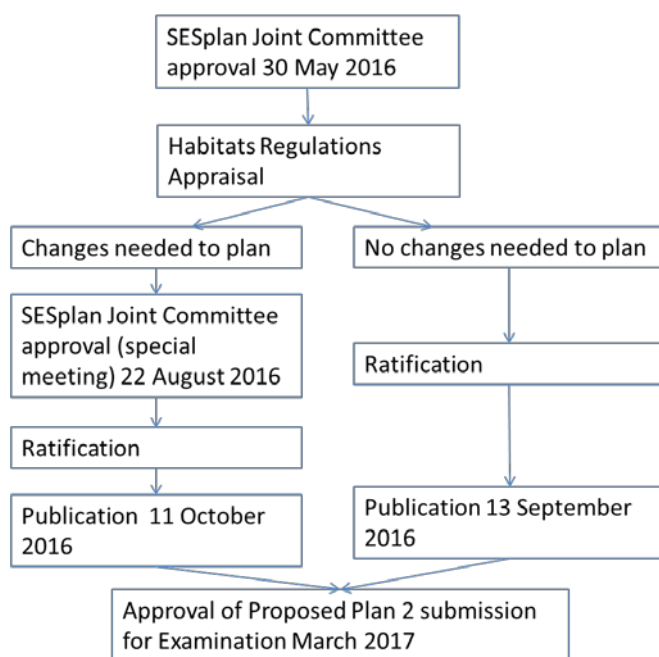 SESplan Joint Committee
approval 30 May 2016
Habitats Regulations
Appraisal
Changes needed to plan
No changes needed to plan
SESplan Joint Committee
approval (special
meeting) 22 August 2016
Ratification
Ratification
Publication 11 October
2016
Publication 13 September
2016
Approval of Proposed Plan 2 submission
for Examination March 2017